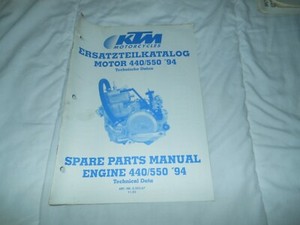 KTM
MOTORCYCLES
ERSATZTEILKATALOG
MOTOR 440/550 '94
Technische Daten
SPARE PARTS MANUAL
ENGINE 440/550 '94
Technical Data